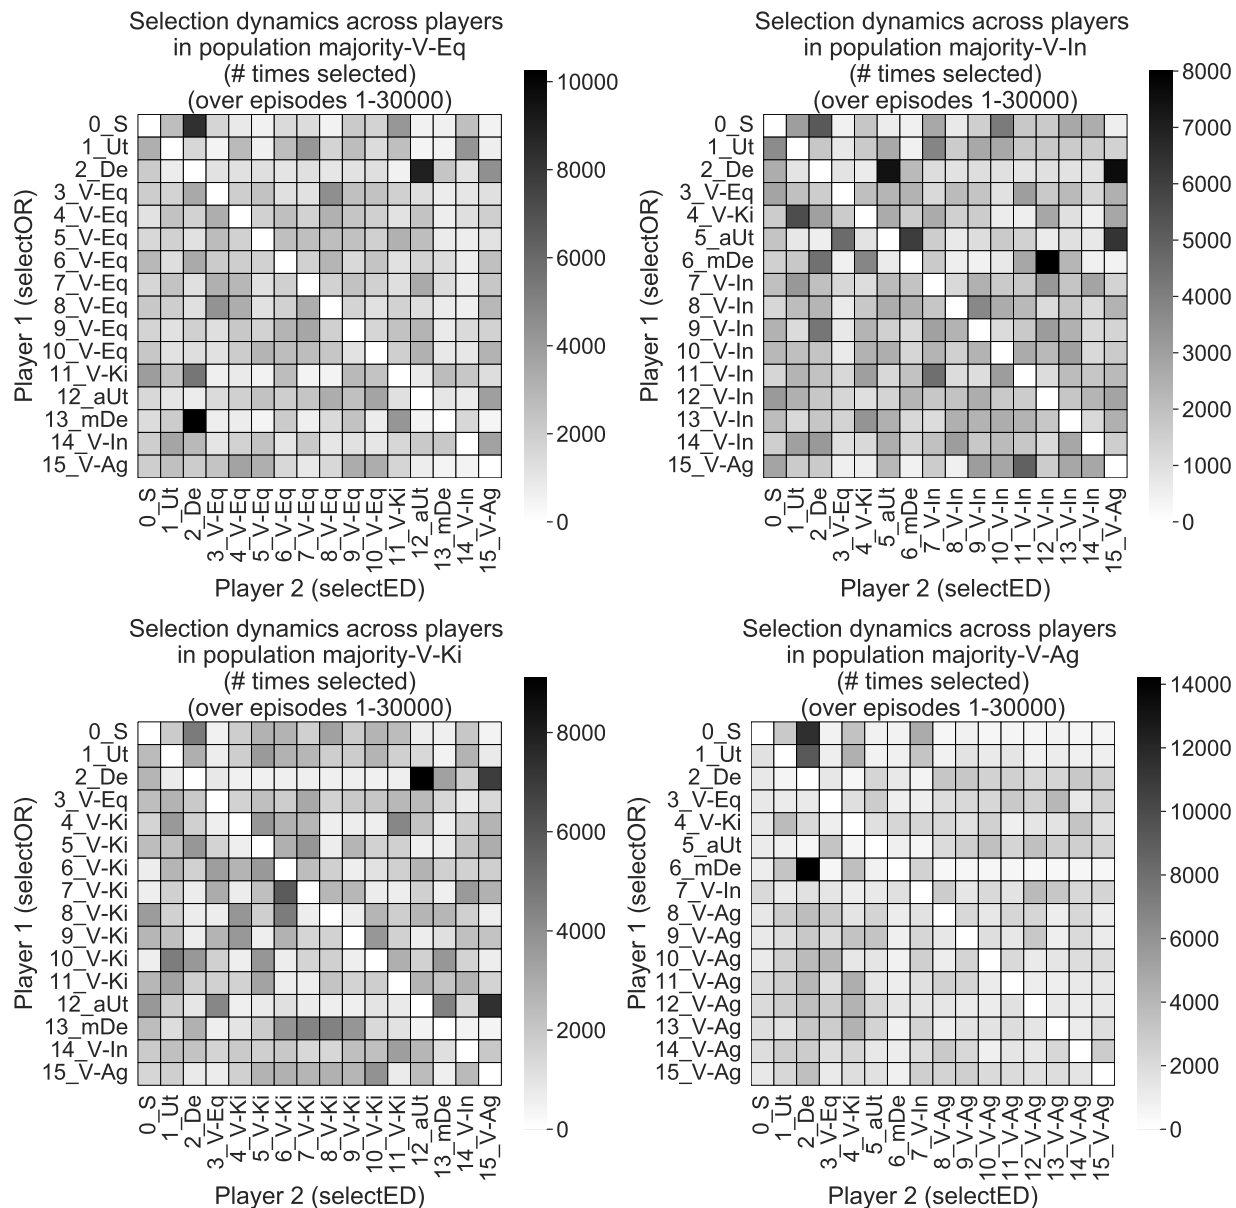 Selection dynamics across players
in population majority-V-Eq
(# times selected)
(over episodes 1-30000)
10000
8000
6000
4000
2000
0
Player 1 (selectOR)
0_S
1_Ut
2_De
3_V-Eq
4_V-Eq
5_V-Eq
6_V-Eq
7_V-Eq
8_V-Eq
9_V-Eq
10_V-Eq
11_V-Ki
12_aUt
13_mDe
14_V-In
15_V-Ag
0_S
1_Ut
2_De
3_V-Eq
4_V-Eq
5_V-Eq
6_V-Eq
7_V-Eq
8_V-Eq
9_V-Eq
10_V-Eq
11_V-Ki
12_aUt
13_mDe
14_V-In
15_V-Ag
Player 2 (selectED)
Selection dynamics across players
in population majority-V-In
(# times selected)
(over episodes 1-30000)
8000
7000
6000
5000
4000
3000
2000
1000
0
Player 1 (selectOR)
0_S
1_Ut
2_De
3_V-Eq
4_V-Ki
5_aUt
6_mDe
7_V-In
8_V-In
9_V-In
10_V-In
11_V-In
12_V-In
13_V-In
14_V-In
15_V-Ag
0_S
1_Ut
2_De
3_V-Eq
4_V-Ki
5_aUt
6_mDe
7_V-In
8_V-In
9_V-In
10_V-In
11_V-In
12_V-In
13_V-In
14_V-In
15_V-Ag
Player 2 (selectED)
Selection dynamics across players
in population majority-V-Ki
(# times selected)
(over episodes 1-30000)
8000
6000
4000
2000
0
Player 1 (selectOR)
0_S
1_Ut
2_De
3_V-Eq
4_V-Ki
5_V-Ki
6_V-Ki
7_V-Ki
8_V-Ki
9_V-Ki
10_V-Ki
11_V-Ki
12_aUt
13_mDe
14_V-In
15_V-Ag
0_S
1_Ut
2_De
3_V-Eq
4_V-Ki
5_V-Ki
6_V-Ki
7_V-Ki
8_V-Ki
9_V-Ki
10_V-Ki
11_V-Ki
12_aUt
13_mDe
14_V-In
15_V-Ag
Player 2 (selectED)
Selection dynamics across players
in population majority-V-Ag
(# times selected)
(over episodes 1-30000)
14000
12000
10000
8000
6000
4000
2000
0
Player 1 (selectOR)
0_S
1_Ut
2_De
3_V-Eq
4_V-Ki
5_aUt
6_mDe
7_V-In
8_V-Ag
9_V-Ag
10_V-Ag
11_V-Ag
12_V-Ag
13_V-Ag
14_V-Ag
15_V-Ag
0_S
1_Ut
2_De
3_V-Eq
4_V-Ki
5_aUt
6_mDe
7_V-In
8_V-Ag
9_V-Ag
10_V-Ag
11_V-Ag
12_V-Ag
13_V-Ag
14_V-Ag
15_V-Ag
Player 2 (selectED)